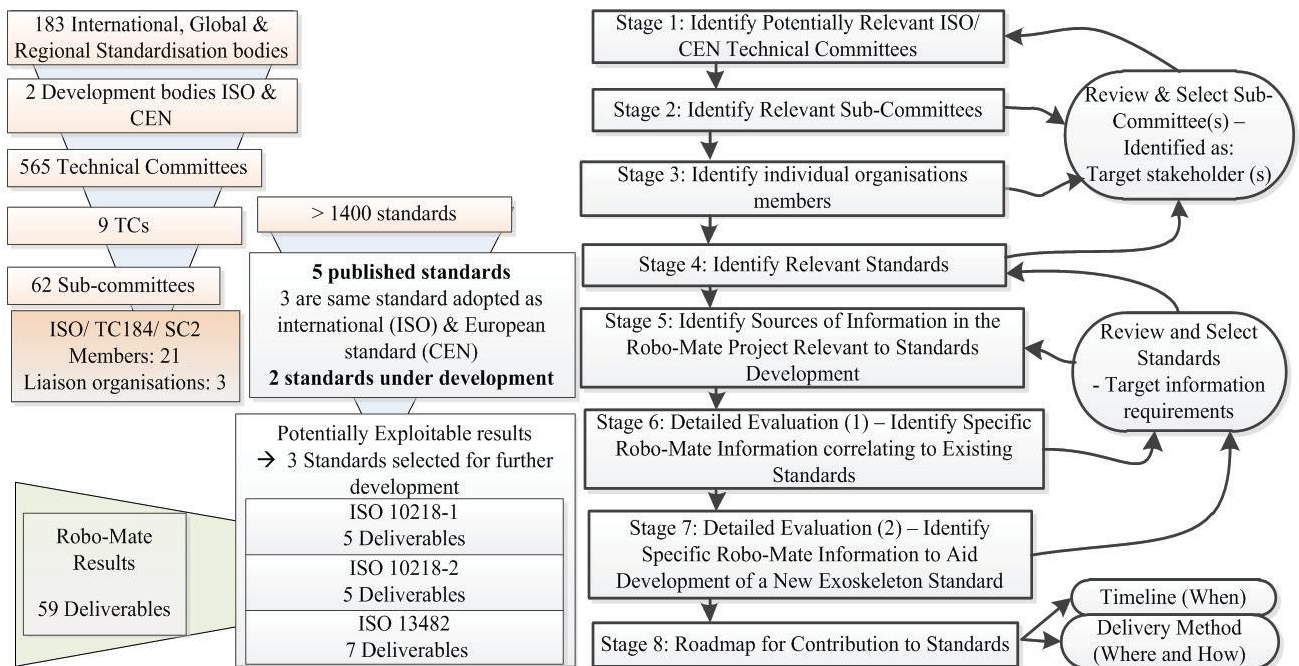 183 International, Global &
Regional Standardisation bodies
2 Development bodies ISO &
CEN
565 Technical Committees
9 TCs
62 Sub-committees
ISO/ TC184/ SC2
Members: 21
Liaison organisations: 3
> 1400 standards
5 published standards
3 are same standard adopted as
international (ISO) & European
standard (CEN)
2 standards under development
Potentially Exploitable results
→ 3 Standards selected for further
development
ISO 10218-1
5 Deliverables
ISO 10218-2
5 Deliverables
ISO 13482
7 Deliverables
Robo-Mate
Results
59 Deliverables
Stage 1: Identify Potentially Relevant ISO/
CEN Technical Committees
Stage 2: Identify Relevant Sub-Committees
Stage 3: Identify individual organisations
members
Stage 4: Identify Relevant Standards
Stage 5: Identify Sources of Information in the
Robo-Mate Project Relevant to Standards
Development
Stage 6: Detailed Evaluation (1) – Identify Specific
Robo-Mate Information correlating to Existing
Standards
Stage 7: Detailed Evaluation (2) – Identify
Specific Robo-Mate Information to Aid
Development of a New Exoskeleton Standard
Stage 8: Roadmap for Contribution to Standards
Review & Select Sub-
Committee(s) –
Identified as:
Target stakeholder (s)
Review and Select
Standards
- Target information
requirements
Timeline (When)
Delivery Method
(Where and How)